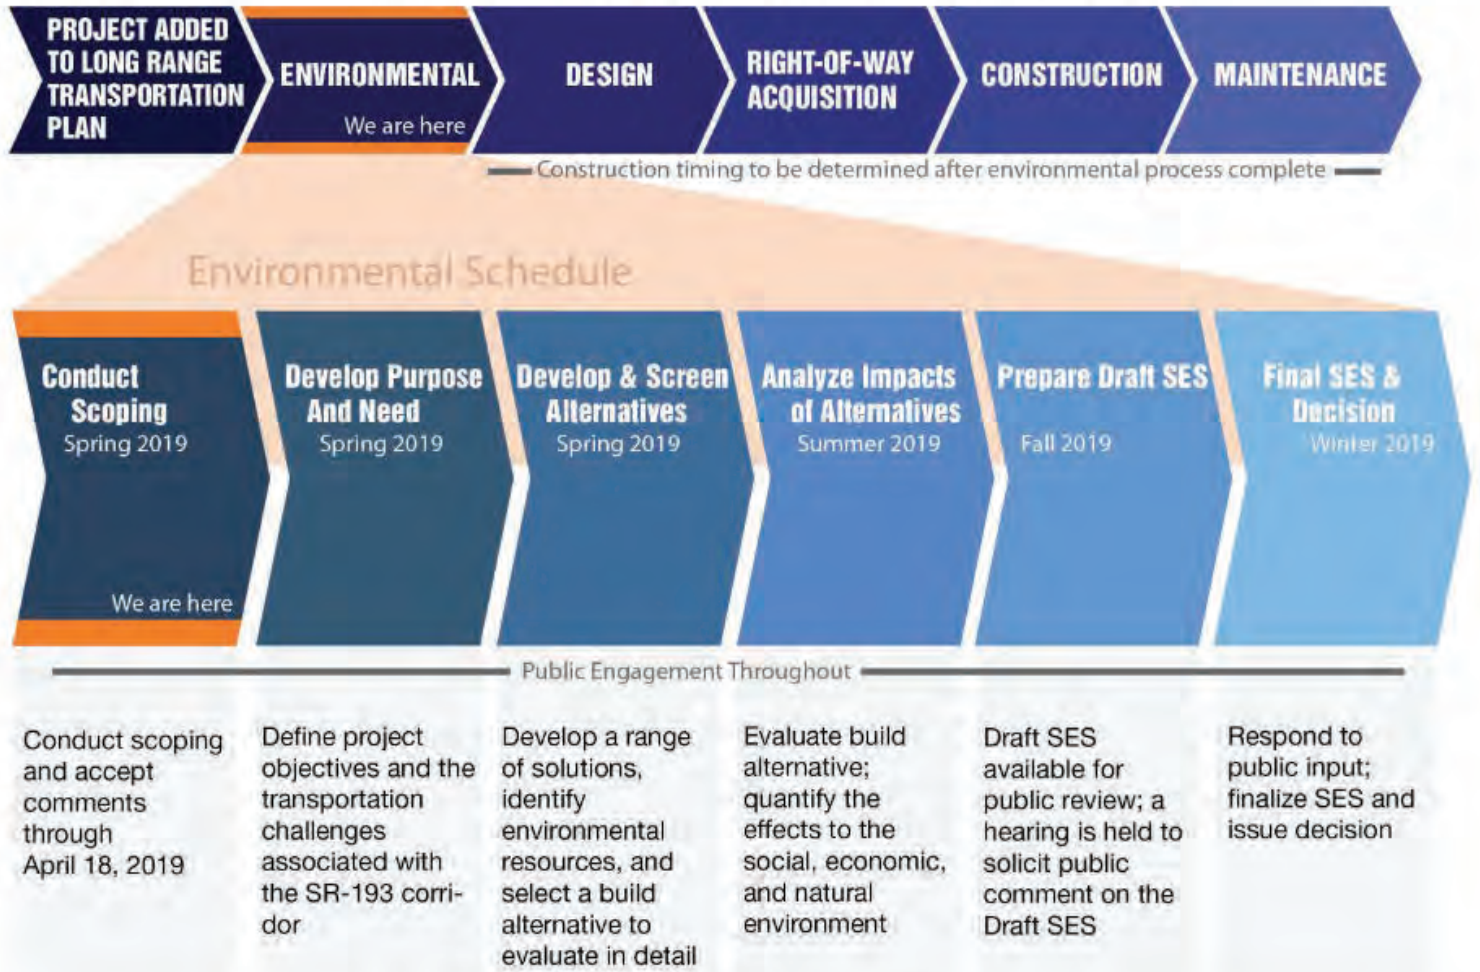 PROJECT ADDED
TO LONG RANGE
TRANSPORTATION
PLAN
ENVIRONMENTAL
We are here
DESIGN
RIGHT-OF-WAY
ACQUISITION
CONSTRUCTION
MAINTENANCE
Construction timing to be determined after environmental process complete
Environmental Schedule
Conduct
Scoping
Spring 2019
We are here
Develop Purpose
And Need
Spring 2019
Develop & Screen
Alternatives
Spring 2019
Analyze Impacts
of Alternatives
Summer 2019
Prepare Draft SES
Fall 2019
Final SES &
Decision
Winter 2019
Public Engagement Throughout
Conduct scoping
and accept
comments
through
April 18, 2019
Define project
objectives and the
transportation
challenges
associated with
the SR-193 corri-
dor
Develop a range
of solutions,
identify
environmental
resources, and
select a build
alternative to
evaluate in detail
Evaluate build
alternative;
quantify the
effects to the
social, economic,
and natural
environment
Draft SES
available for
public review; a
hearing is held to
solicit public
comment on the
Draft SES
Respond to
public input;
finalize SES and
issue decision